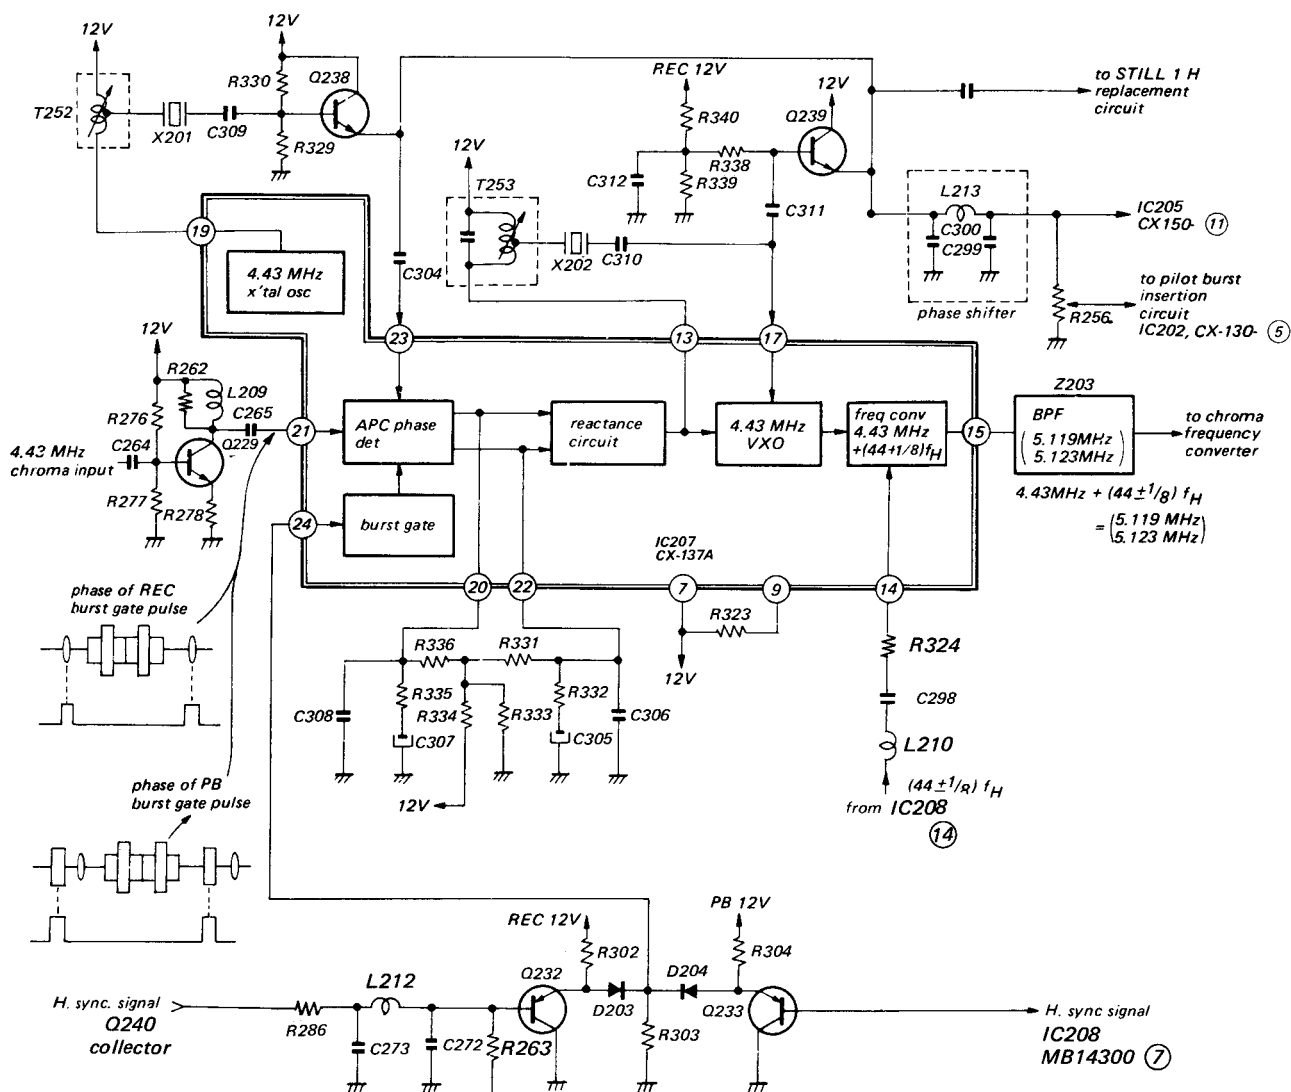 12V
T252
X201
C309
R330
12V
Q238
R329
REC 12V
R340
12V
Q239
to STILL 1 H
replacement
circuit
R338
R339
C312
C311
12V
T253
X202
C310
C304
L213
C300
C299
phase shifter
IC205
CX150- 11
to pilot burst
insertion
circuit
IC202, CX-130- 5
R256
19
4.43 MHz
x'tal osc
23
13
17
12V
R262
L209
R276
C265
C264
Q229
4.43 MHz
chroma input
R277
R278
21
APC phase
det
reactance
circuit
4.43 MHz
VXO
freq conv
4.43 MHz
+(44+1/8)fH
15
Z203
BPF
(5.119MHz
5.123MHz)
to chroma
frequency
converter
4.43MHz + (44±1/8) fH
= (5.119 MHz
5.123 MHz)
24
burst gate
IC207
CX-137A
20
22
7
9
14
phase of REC
burst gate pulse
R323
12V
R324
C298
L210
(44±1/8) fH
from IC208
14
R336
R331
R335
R334
R333
R332
C308
C307
C305
C306
12V
phase of PB
burst gate pulse
REC 12V
R302
PB 12V
R304
Q232
D203
D204
Q233
R303
H. sync. signal
Q240
collector
R286
L212
C273
C272
R263
H. sync signal
IC208
MB14300 7